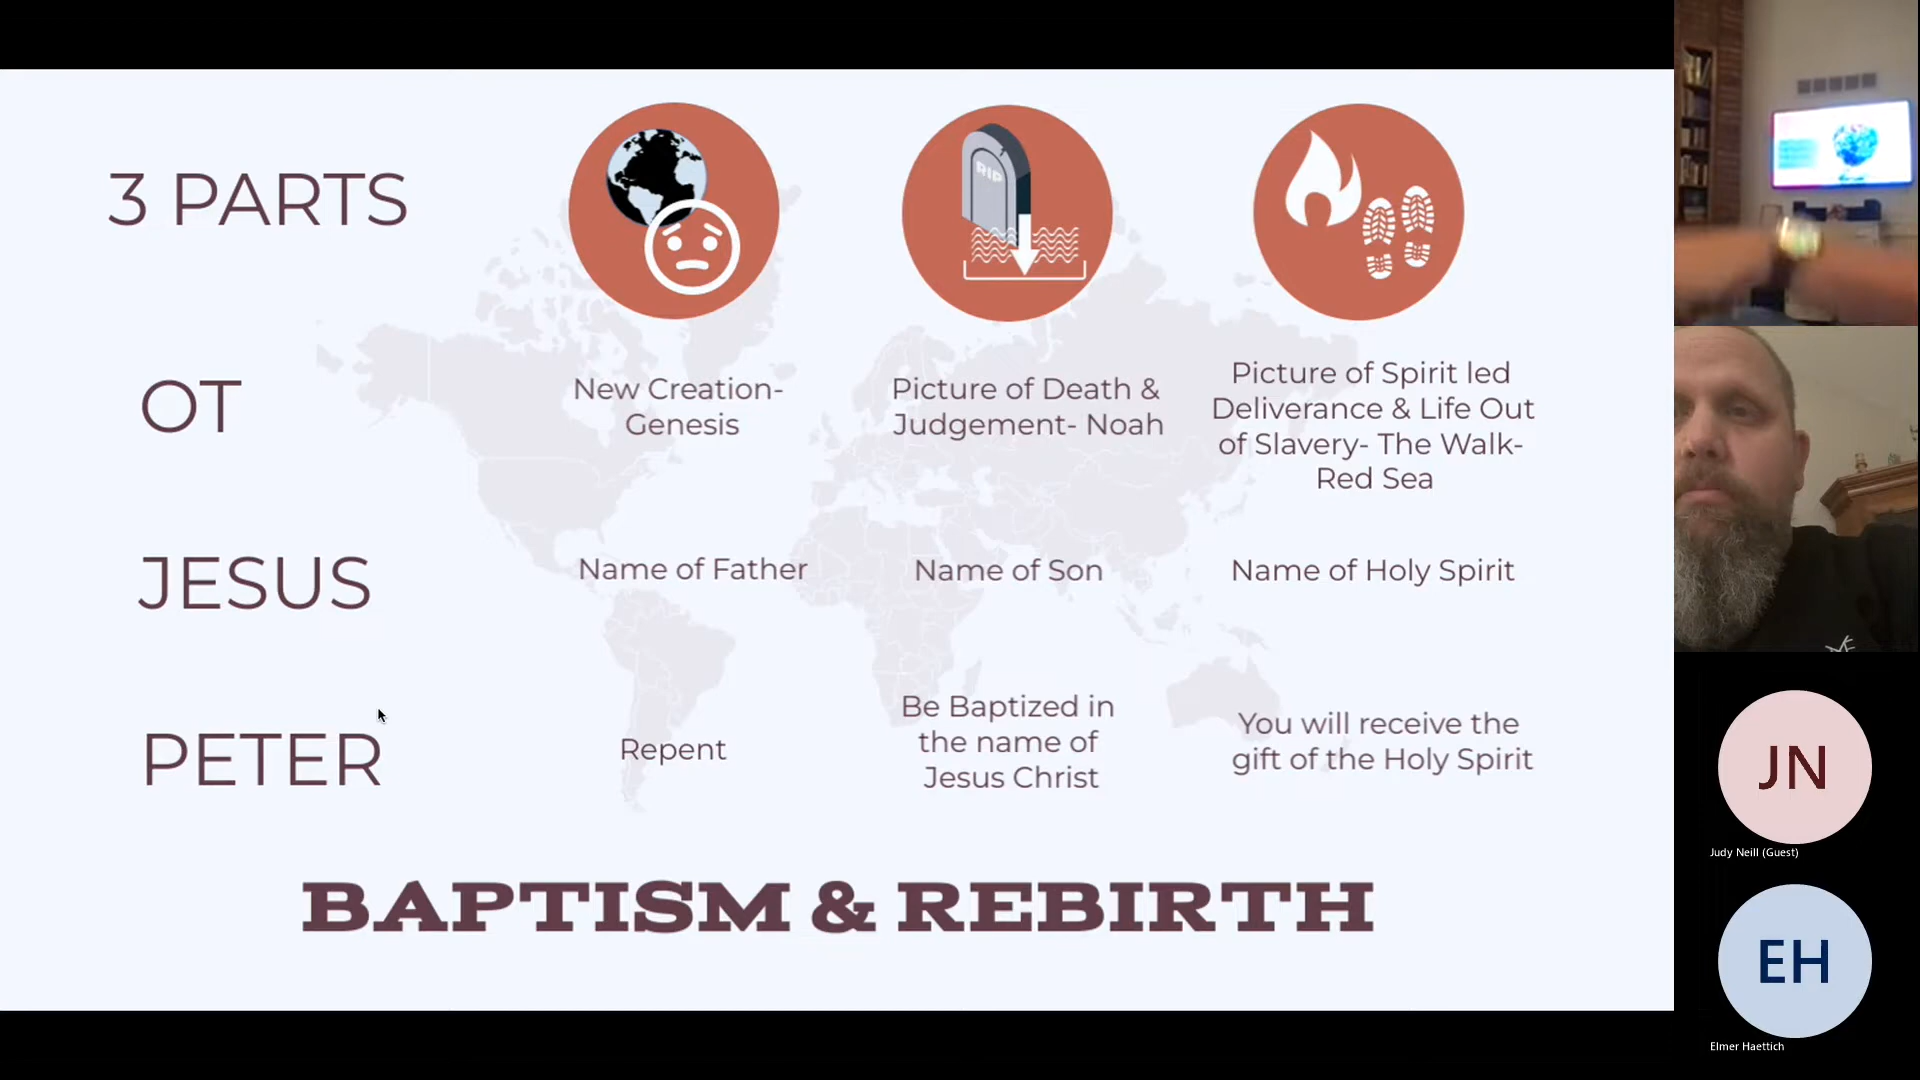 3 PARTS
RIP
OT
New Creation-
Genesis
Picture of Death &
Judgement- Noah
Picture of Spirit led
Deliverance & Life Out
of Slavery- The Walk-
Red Sea
JESUS
Name of Father
Name of Son
Name of Holy Spirit
PETER
Repent
Be Baptized in
the name of
Jesus Christ
You will receive the
gift of the Holy Spirit
BAPTISM & REBIRTH
JN
Judy Neill (Guest)
EH
Elmer Haettich